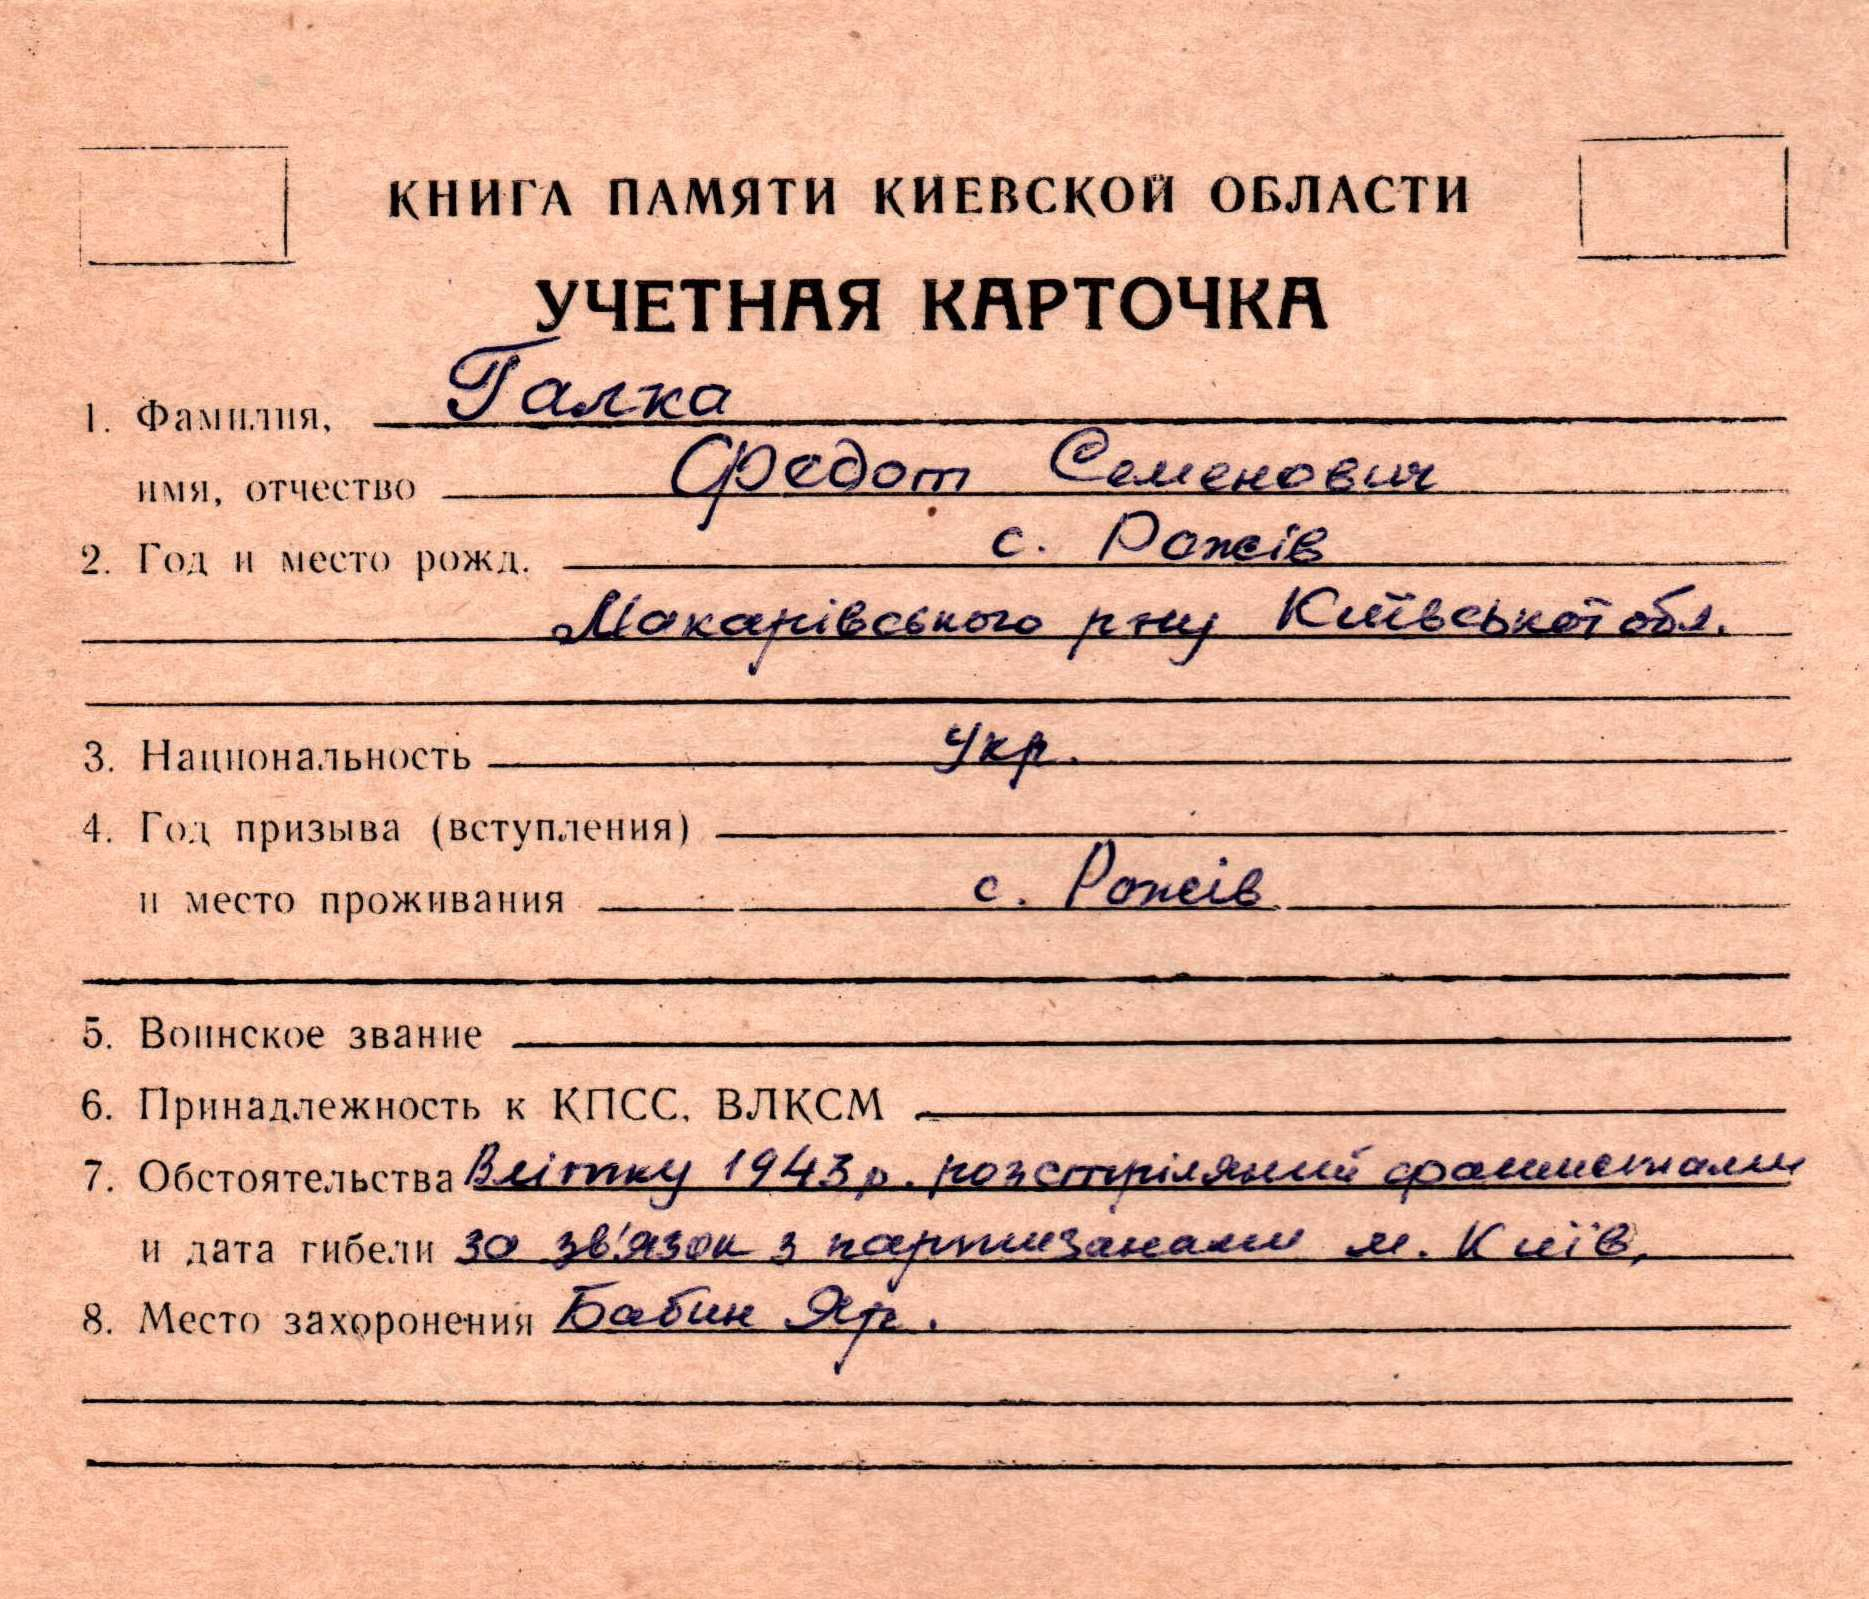 КНИГА ПАМЯТИ КИЕВСКОЙ ОБЛАСТИ
УЧЕТНАЯ КАРТОЧКА
1. Фамилия, Галка
имя, отчество Федот Семенович
2. Год и место рожд. с. Рожів
Макарівського р-ну Київської обл.
3. Национальность укр.
4. Год призыва (вступления)
и место проживания с. Рожів
5. Воинское звание
6. Принадлежность к КПСС, ВЛКСМ
7. Обстоятельства Влітку 1943 р. розстріляний фашистами
и дата гибели за зв'язок з партизанами м. Київ,
8. Место захоронения Бабин Яр.